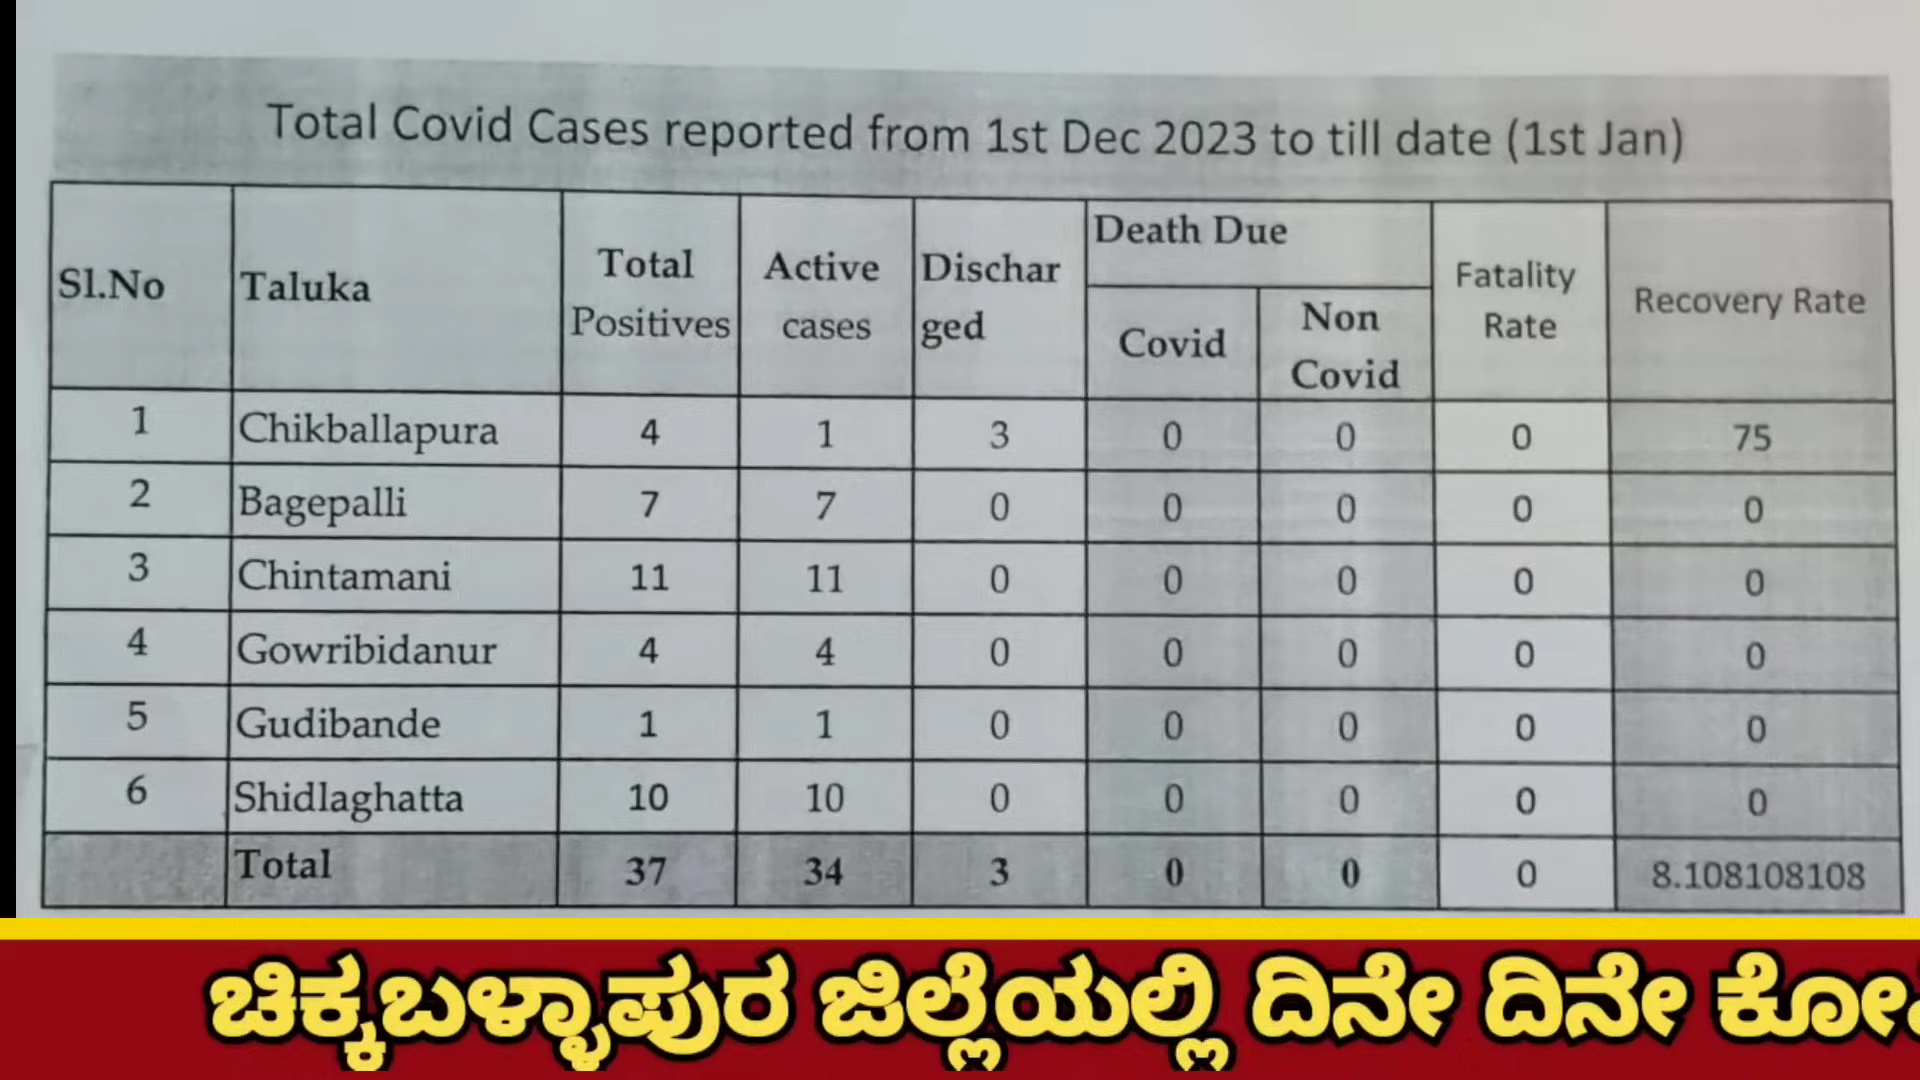 Total Covid Cases reported from 1st Dec 2023 to till date (1st Jan)
Sl.No Taluka Total Positives Active cases Dischar ged Death Due Covid Non Covid Fatality Rate Recovery Rate
1 Chikballapura 4 1 3 0 0 0 75
2 Bagepalli 7 7 0 0 0 0 0
3 Chintamani 11 11 0 0 0 0 0
4 Gowribidanur 4 4 0 0 0 0 0
5 Gudibande 1 1 0 0 0 0 0
6 Shidlaghatta 10 10 0 0 0 0 0
Total 37 34 3 0 0 0 8.108108108
ಚಿಕ್ಕಬಳ್ಳಾಪುರ ಜಿಲ್ಲೆಯಲ್ಲಿ ದಿನೇ ದಿನೇ